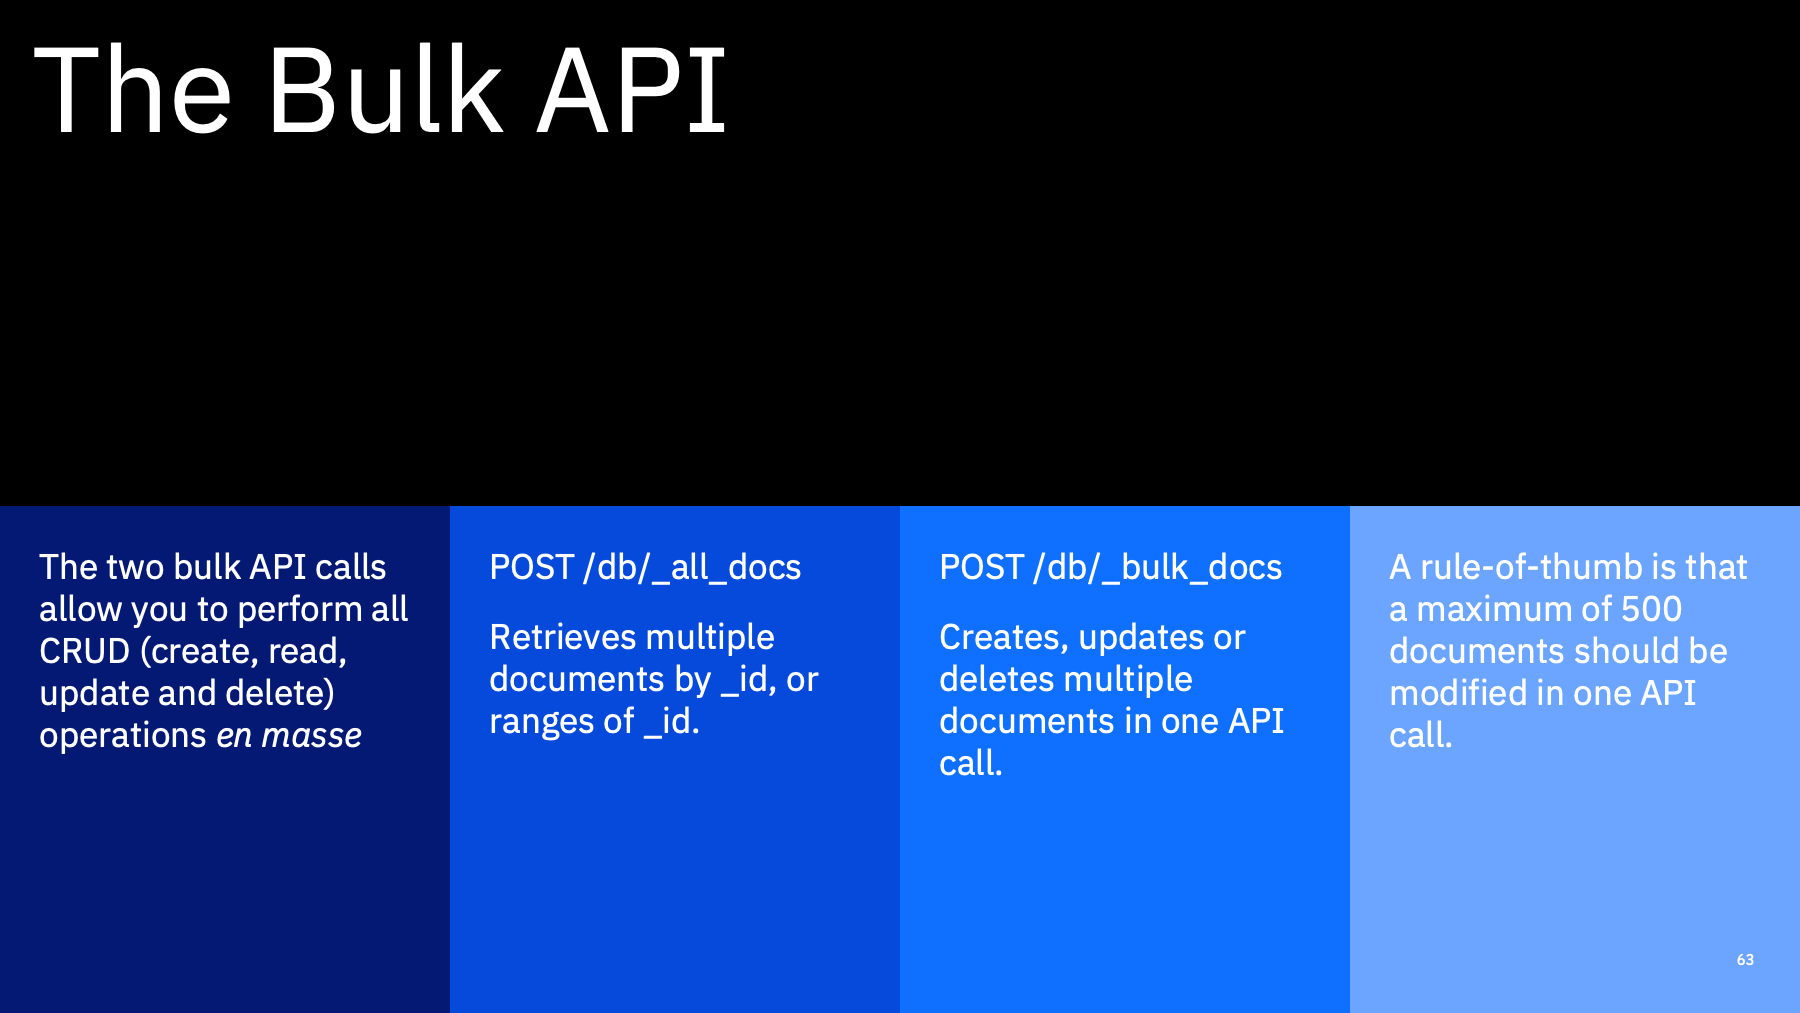 The Bulk API
The two bulk API calls
allow you to perform all
CRUD (create, read,
update and delete)
operations en masse
POST /db/_all_docs
Retrieves multiple
documents by _id, or
ranges of _id.
POST /db/_bulk_docs
Creates, updates or
deletes multiple
documents in one API
call.
A rule-of-thumb is that
a maximum of 500
documents should be
modified in one API
call.
63